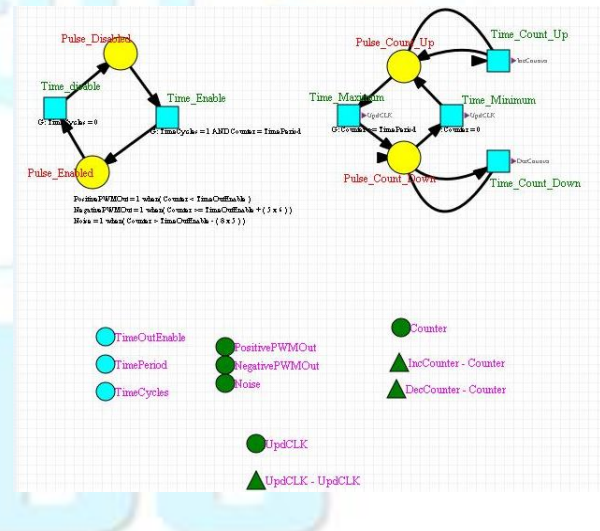 Pulse_Disabled
Time_disable
G: TimeCycles = 0
Time_Enable
G: TimeCycles = 1 AND Counter = TimePeriod
Pulse_Enabled
PositivePWMOut = 1 when( Counter < TimeOutEnable )
NegativePWMOut = 1 when( Counter >= TimeOutEnable + ( 5 x 6 ) )
Noise = 1 when( Counter > TimeOutEnable - ( 8 x 5 ) )
Pulse_Count_Up
Time_Count_Up
IncCounter
Time_Maximum
UpdCLK
G: Counter >= TimePeriod
Time_Minimum
UpdCLK
Counter = 0
Pulse_Count_Down
DecCounter
Time_Count_Down
TimeOutEnable
TimePeriod
TimeCycles
PositivePWMOut
NegativePWMOut
Noise
Counter
IncCounter - Counter
DecCounter - Counter
UpdCLK
UpdCLK - UpdCLK